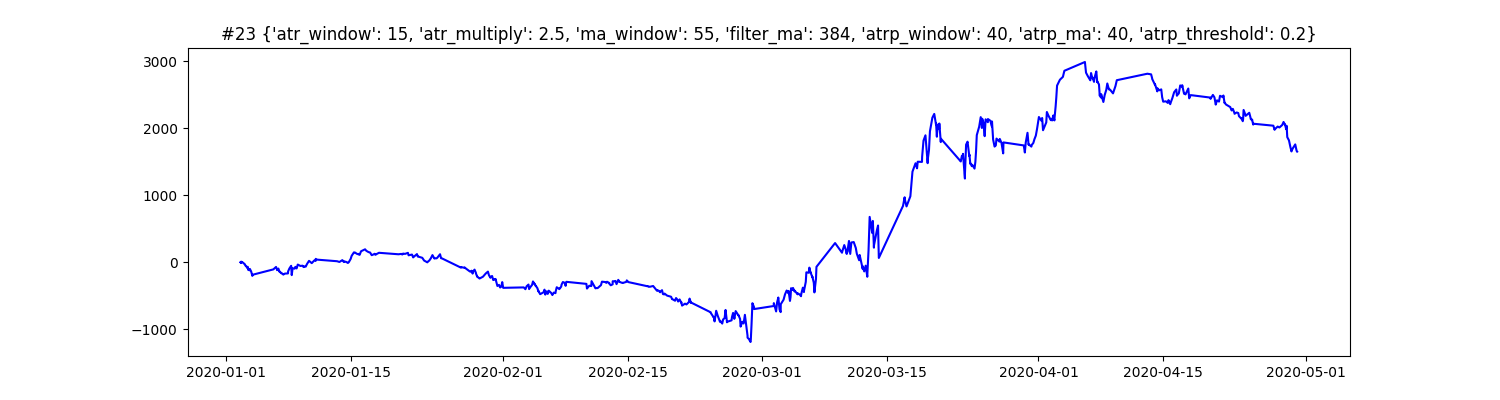 #23 {'atr_window': 15, 'atr_multiply': 2.5, 'ma_window': 55, 'filter_ma': 384, 'atrp_window': 40, 'atrp_ma': 40, 'atrp_threshold': 0.2}
3000
2000
1000
0
−1000
2020-01-01 2020-01-15 2020-02-01 2020-02-15 2020-03-01 2020-03-15 2020-04-01 2020-04-15 2020-05-01